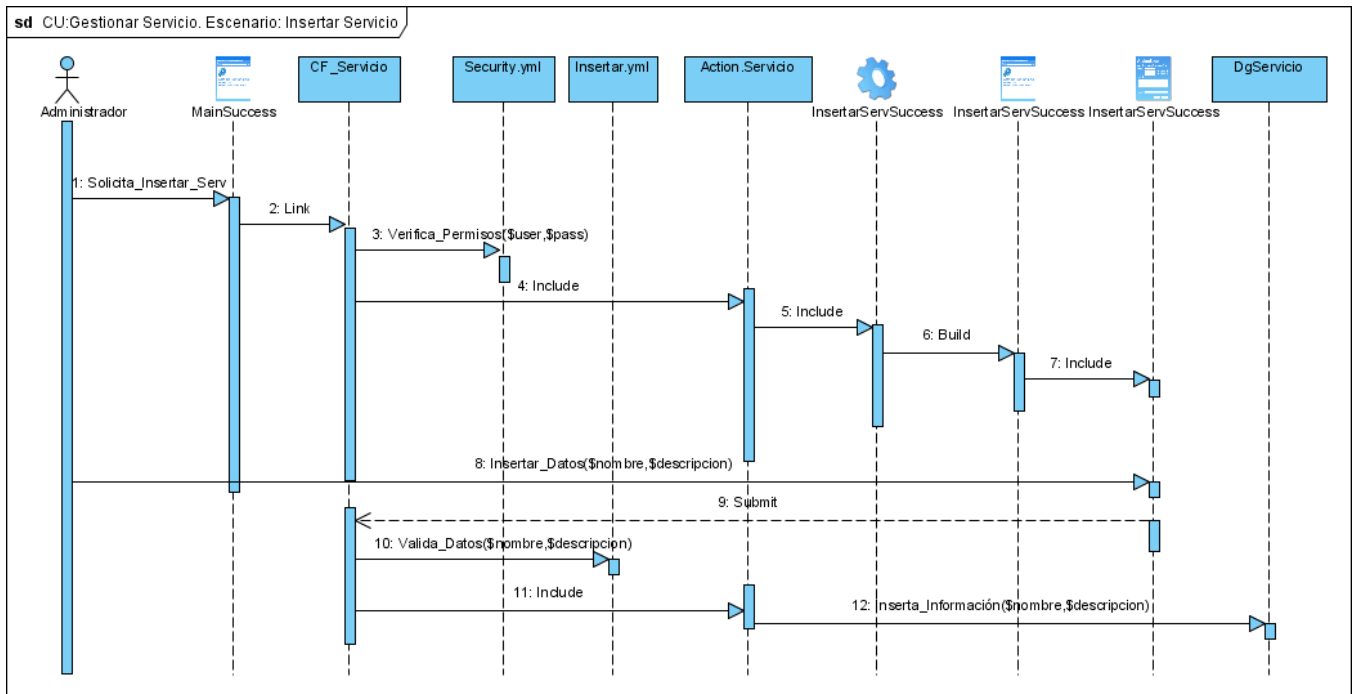 sd CU:Gestionar Servicio. Escenario: Insertar Servicio
CF_Servicio
Security.yml
Insertar.yml
Action.Servicio
DgServicio
Administrador
MainSuccess
InsertarServSuccess
InsertarServSuccess
InsertarServSuccess
1: Solicita_Insertar_Serv
2: Link
3: Verifica_Permisos($user,$pass)
4: Include
5: Include
6: Build
7: Include
8: Insertar_Datos($nombre,$descripcion)
9: Submit
10: Valida_Datos($nombre,$descripcion)
11: Include
12: Inserta_Información($nombre,$descripcion)